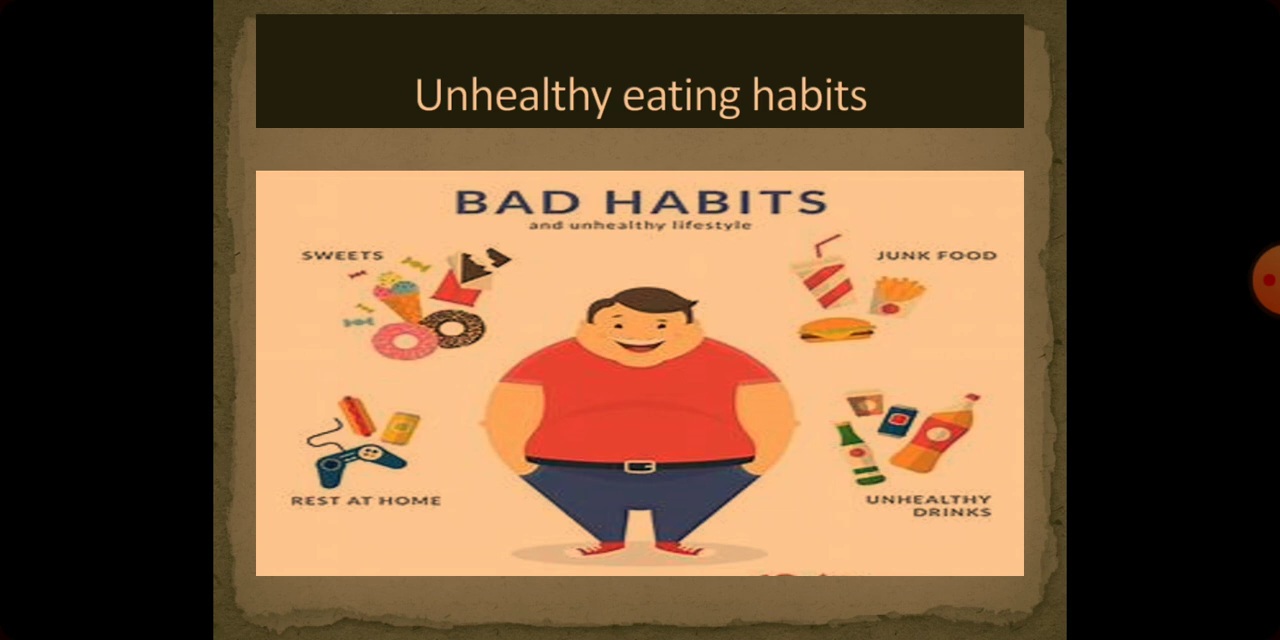 Unhealthy eating habits
BAD HABITS
and unhealthy lifestyle
SWEETS
JUNK FOOD
REST AT HOME
UNHEALTHY
DRINKS